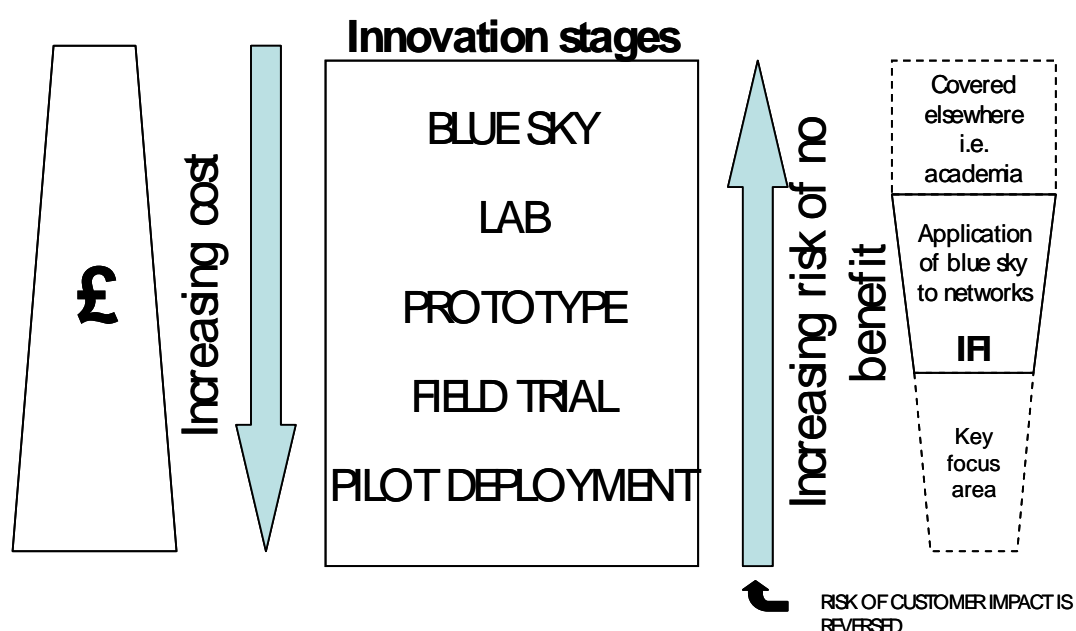 Innovation stages
£
Increasing cost
BLUE SKY
LAB
PROTOTYPE
FIELD TRIAL
PILOT DEPLOYMENT
Increasing risk of no
benefit
Covered
elsewhere
i.e.
academia
Application
of blue sky
to networks
IFI
Key
focus
area
RISK OF CUSTOMER IMPACT IS
REVERSED